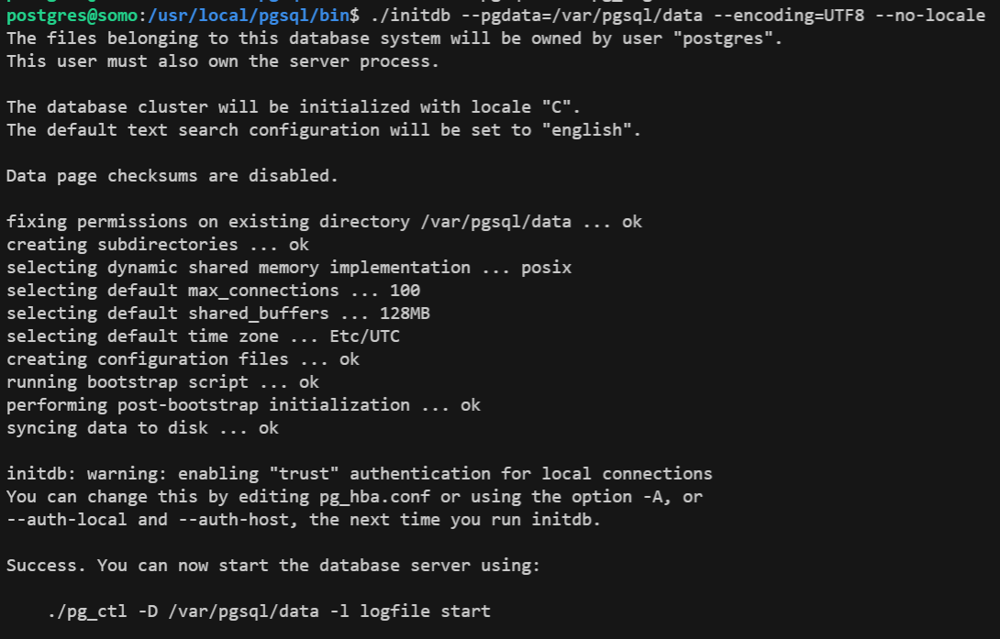 postgres@somo:/usr/local/pgsql/bin$ ./initdb --pgdata=/var/pgsql/data --encoding=UTF8 --no-locale
The files belonging to this database system will be owned by user "postgres".
This user must also own the server process.

The database cluster will be initialized with locale "C".
The default text search configuration will be set to "english".

Data page checksums are disabled.

fixing permissions on existing directory /var/pgsql/data ... ok
creating subdirectories ... ok
selecting dynamic shared memory implementation ... posix
selecting default max_connections ... 100
selecting default shared_buffers ... 128MB
selecting default time zone ... Etc/UTC
creating configuration files ... ok
running bootstrap script ... ok
performing post-bootstrap initialization ... ok
syncing data to disk ... ok

initdb: warning: enabling "trust" authentication for local connections
You can change this by editing pg_hba.conf or using the option -A, or
--auth-local and --auth-host, the next time you run initdb.

Success. You can now start the database server using:

    ./pg_ctl -D /var/pgsql/data -l logfile start